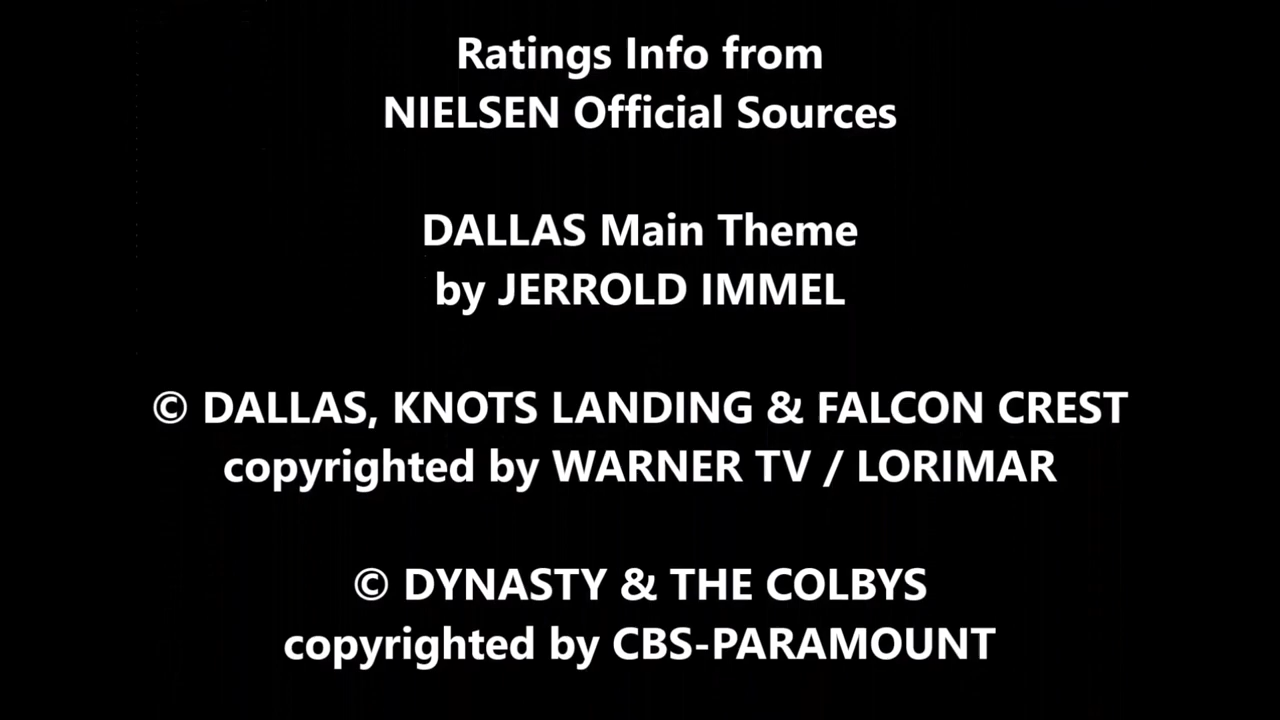 Ratings Info from
NIELSEN Official Sources
DALLAS Main Theme
by JERROLD IMMEL
© DALLAS, KNOTS LANDING & FALCON CREST
copyrighted by WARNER TV / LORIMAR
© DYNASTY & THE COLBYS
copyrighted by CBS-PARAMOUNT